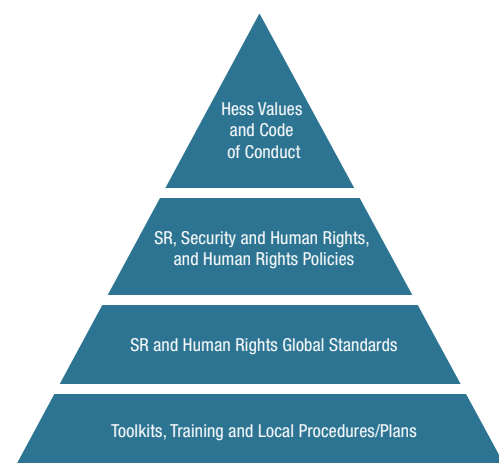 Hess Values
and Code
of Conduct
SR, Security and Human Rights,
and Human Rights Policies
SR and Human Rights Global Standards
Toolkits, Training and Local Procedures/Plans